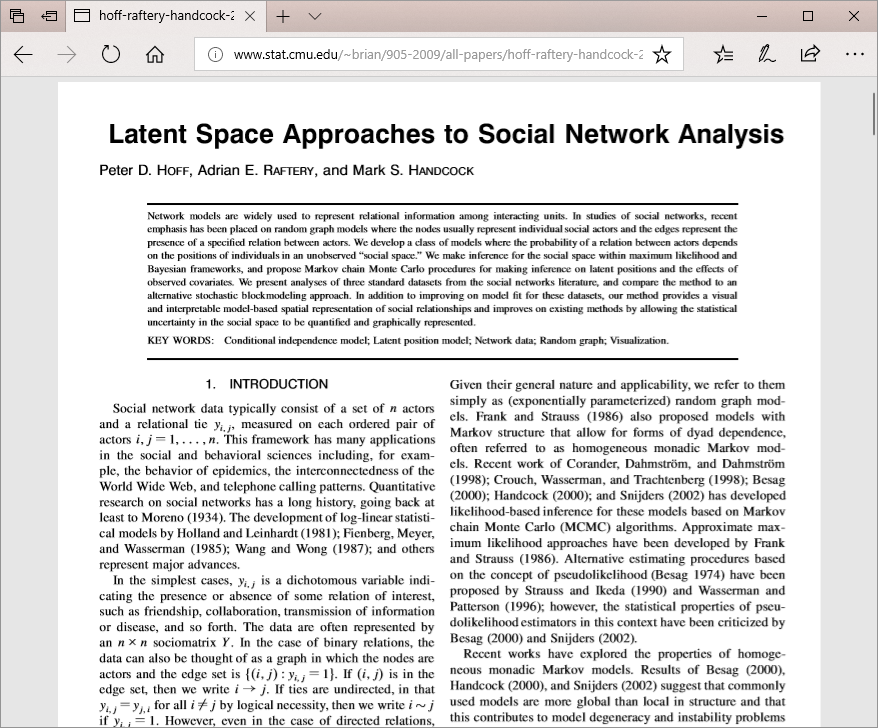 hoff-raftery-handcock-2
www.stat.cmu.edu/~brian/905-2009/all-papers/hoff-raftery-handcock-2
Latent Space Approaches to Social Network Analysis
Peter D. HOFF, Adrian E. RAFTERY, and Mark S. HANDCOCK
Network models are widely used to represent relational information among interacting units. In studies of social networks, recent
emphasis has been placed on random graph models where the nodes usually represent individual social actors and the edges represent the
presence of a specified relation between actors. We develop a class of models where the probability of a relation between actors depends
on the positions of individuals in an unobserved “social space.” We make inference for the social space within maximum likelihood and
Bayesian frameworks, and propose Markov chain Monte Carlo procedures for making inference on latent positions and the effects of
observed covariates. We present analyses of three standard datasets from the social networks literature, and compare the method to an
alternative stochastic blockmodeling approach. In addition to improving on model fit for these datasets, our method provides a visual
and interpretable model-based spatial representation of social relationships and improves on existing methods by allowing the statistical
uncertainty in the social space to be quantified and graphically represented.
KEY WORDS: Conditional independence model; Latent position model; Network data; Random graph; Visualization.
1. INTRODUCTION
Social network data typically consist of a set of n actors
and a relational tie y_{i,j}, measured on each ordered pair of
actors i, j = 1, . . . , n. This framework has many applications
in the social and behavioral sciences including, for exam-
ple, the behavior of epidemics, the interconnectedness of the
World Wide Web, and telephone calling patterns. Quantitative
research on social networks has a long history, going back at
least to Moreno (1934). The development of log-linear statisti-
cal models by Holland and Leinhardt (1981); Fienberg, Meyer,
and Wasserman (1985); Wang and Wong (1987); and others
represent major advances.
In the simplest cases, y_{i,j} is a dichotomous variable indi-
cating the presence or absence of some relation of interest,
such as friendship, collaboration, transmission of information
or disease, and so forth. The data are often represented by
an n × n sociomatrix Y. In the case of binary relations, the
data can also be thought of as a graph in which the nodes are
actors and the edge set is {(i, j) : y_{i,j} = 1}. If (i, j) is in the
edge set, then we write i → j. If ties are undirected, in that
y_{i,j} = y_{j,i} for all i ≠ j by logical necessity, then we write i ∼ j
if y_{i,j} = 1. However, even in the case of directed relations,
Given their general nature and applicability, we refer to them
simply as (exponentially parameterized) random graph mod-
els. Frank and Strauss (1986) also proposed models with
Markov structure that allow for forms of dyad dependence,
often referred to as homogeneous monadic Markov mod-
els. Recent work of Corander, Dahmström, and Dahmström
(1998); Crouch, Wasserman, and Trachtenberg (1998); Besag
(2000); Handcock (2000); and Snijders (2002) has developed
likelihood-based inference for these models based on Markov
chain Monte Carlo (MCMC) algorithms. Approximate max-
imum likelihood approaches have been developed by Frank
and Strauss (1986). Alternative estimating procedures based
on the concept of pseudolikelihood (Besag 1974) have been
proposed by Strauss and Ikeda (1990) and Wasserman and
Patterson (1996); however, the statistical properties of pseu-
dolikelihood estimators in this context have been criticized by
Besag (2000) and Snijders (2002).
Recent works have explored the properties of homoge-
neous monadic Markov models. Results of Besag (2000),
Handcock (2000), and Snijders (2002) suggest that commonly
used models are more global than local in structure and that
this contributes to model degeneracy and instability problems